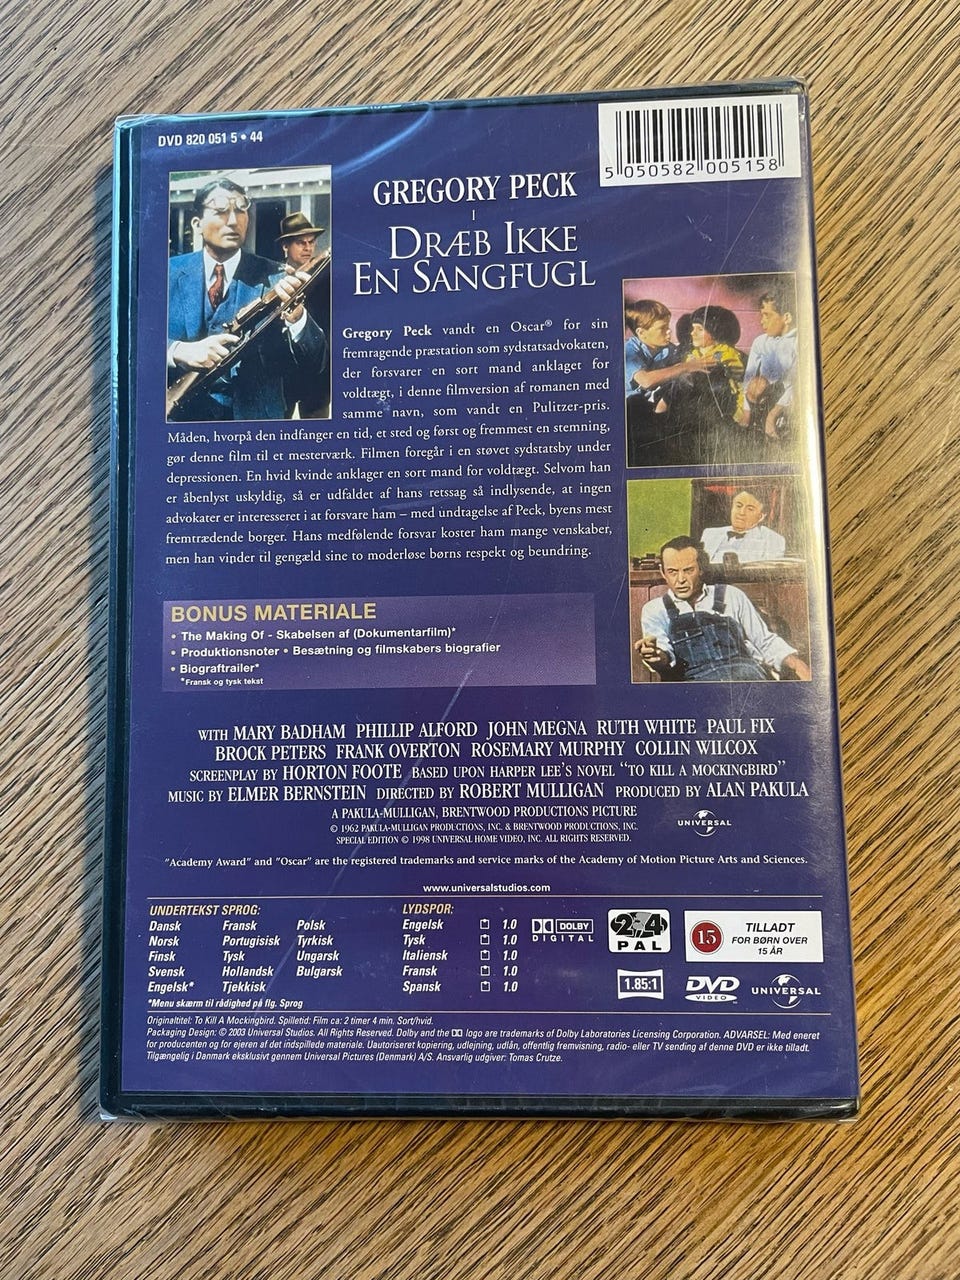 DVD 820 051 5 • 44
5 050582 005158
GREGORY PECK
I
DRÆB IKKE
EN SANGFUGL
Gregory Peck vandt en Oscar® for sin
fremragende præstation som sydstatsadvokaten,
der forsvarer en sort mand anklaget for
voldtægt, i denne filmversion af romanen med
samme navn, som vandt en Pulitzer-pris.
Måden, hvorpå den indfanger en tid, et sted og først og fremmest en stemning,
gør denne film til et mesterværk. Filmen foregår i en støvet sydstatsby under
depressionen. En hvid kvinde anklager en sort mand for voldtægt. Selvom han
er åbenlyst uskyldig, så er udfaldet af hans retssag så indlysende, at ingen
advokater er interesseret i at forsvare ham – med undtagelse af Peck, byens mest
fremtrædende borger. Hans medfølende forsvar koster ham mange venskaber,
men han vinder til gengæld sine to moderløse børns respekt og beundring.
BONUS MATERIALE
• The Making Of - Skabelsen af (Dokumentarfilm)*
• Produktionsnoter • Besætning og filmskabers biografier
• Biograftrailer*
*Fransk og tysk tekst
WITH MARY BADHAM PHILLIP ALFORD JOHN MEGNA RUTH WHITE PAUL FIX
BROCK PETERS FRANK OVERTON ROSEMARY MURPHY COLLIN WILCOX
SCREENPLAY BY HORTON FOOTE BASED UPON HARPER LEE'S NOVEL "TO KILL A MOCKINGBIRD"
MUSIC BY ELMER BERNSTEIN DIRECTED BY ROBERT MULLIGAN PRODUCED BY ALAN PAKULA
A PAKULA-MULLIGAN, BRENTWOOD PRODUCTIONS PICTURE
© 1962 PAKULA-MULLIGAN PRODUCTIONS, INC. & BRENTWOOD PRODUCTIONS, INC.
SPECIAL EDITION © 1998 UNIVERSAL HOME VIDEO, INC. ALL RIGHTS RESERVED.
UNIVERSAL
"Academy Award" and "Oscar" are the registered trademarks and service marks of the Academy of Motion Picture Arts and Sciences.
www.universalstudios.com
UNDERTEKST SPROG:
Dansk Fransk Polsk
Norsk Portugisisk Tyrkisk
Finsk Tysk Ungarsk
Svensk Hollandsk Bulgarsk
Engelsk* Tjekkisk
*Menu skærm til rådighed på flg. Sprog
LYDSPOR:
Engelsk 1.0
Tysk 1.0
Italiensk 1.0
Fransk 1.0
Spansk 1.0
DOLBY
DIGITAL
2 4
PAL
15
TILLADT
FOR BØRN OVER
15 ÅR
1.85:1
DVD
VIDEO
UNIVERSAL
Originaltitel: To Kill A Mockingbird. Spilletid: Film ca: 2 timer 4 min. Sort/hvid.
Packaging Design: © 2003 Universal Studios. All Rights Reserved. Dolby and the DD logo are trademarks of Dolby Laboratories Licensing Corporation. ADVARSEL: Med eneret
for producenten og for ejeren af det indspillede materiale. Uautoriseret kopiering, udlejning, udlån, offentlig fremvisning, radio- eller TV sending af denne DVD er ikke tilladt.
Tilgængelig i Danmark eksklusivt gennem Universal Pictures (Denmark) A/S. Ansvarlig udgiver: Tomas Crutze.